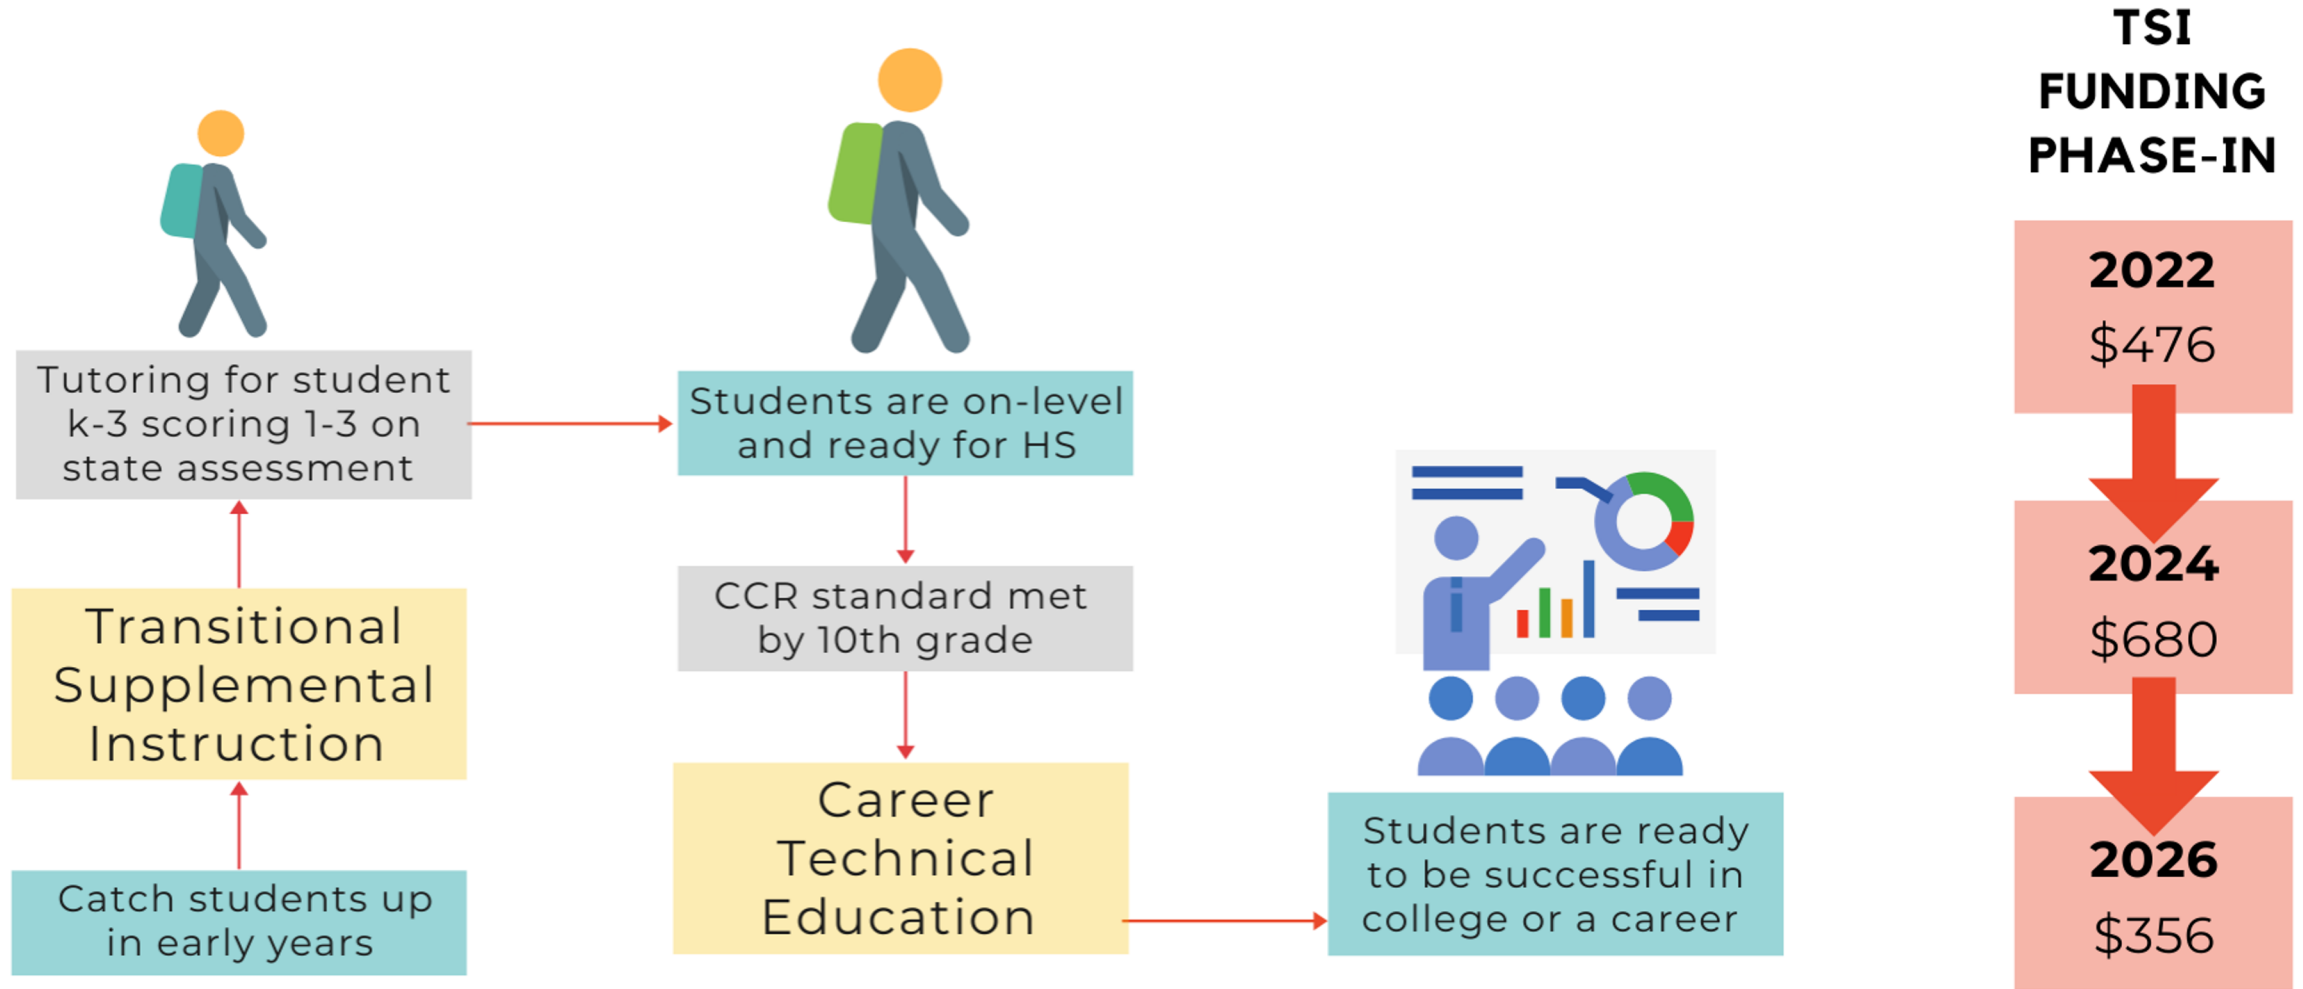 Tutoring for student
k-3 scoring 1-3 on
state assessment
Transitional
Supplemental
Instruction
Catch students up
in early years
Students are on-level
and ready for HS
CCR standard met
by 10th grade
Career
Technical
Education
Students are ready
to be successful in
college or a career
TSI
FUNDING
PHASE-IN
2022
$476
2024
$680
2026
$356